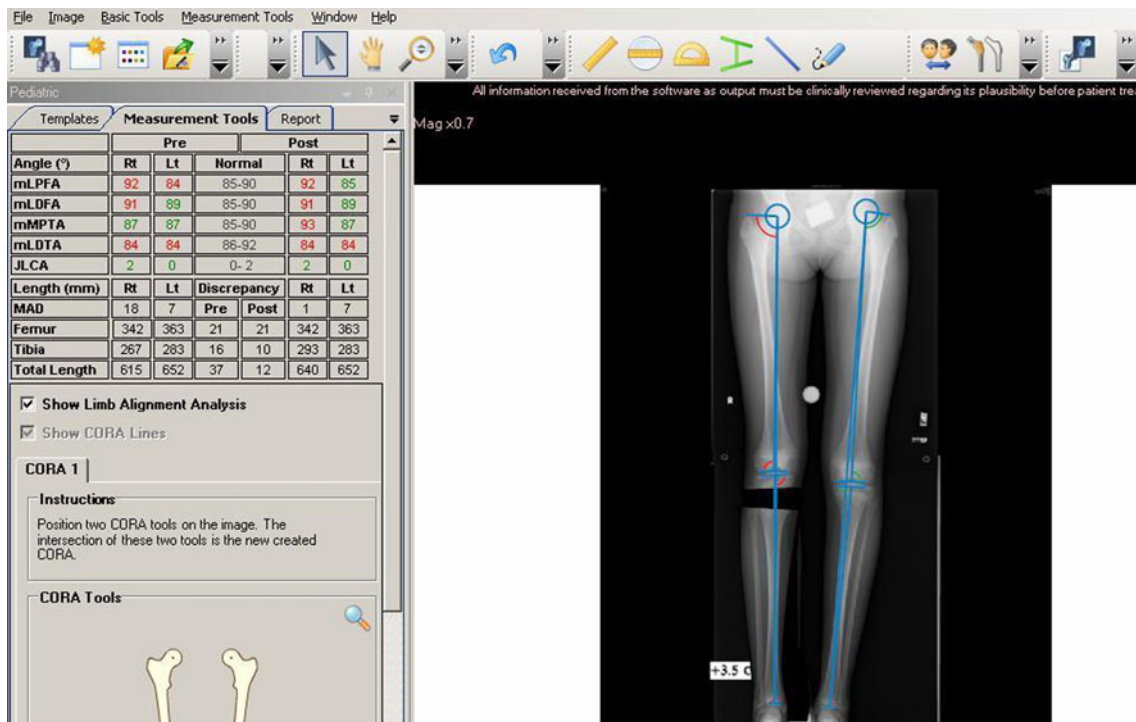 File Image Basic Tools Measurement Tools Window Help
Pediatric
Templates Measurement Tools Report
All information received from the software as output must be clinically reviewed regarding its plausibility before patient
Mag x0.7
Pre Post
Angle (°) Rt Lt Normal Rt Lt
mLPFA 92 84 85-90 92 85
mLDFA 91 89 85-90 91 89
mMPTA 87 87 85-90 93 87
mLDTA 84 84 86-92 84 84
JLCA 2 0 0- 2 2 0
Length (mm) Rt Lt Discrepancy Rt Lt
MAD 18 7 Pre Post 1 7
Femur 342 363 21 21 342 363
Tibia 267 283 16 10 293 283
Total Length 615 652 37 12 640 652
Show Limb Alignment Analysis
Show CORA Lines
CORA 1
Instructions
Position two CORA tools on the image. The
intersection of these two tools is the new created
CORA.
CORA Tools
+3.5